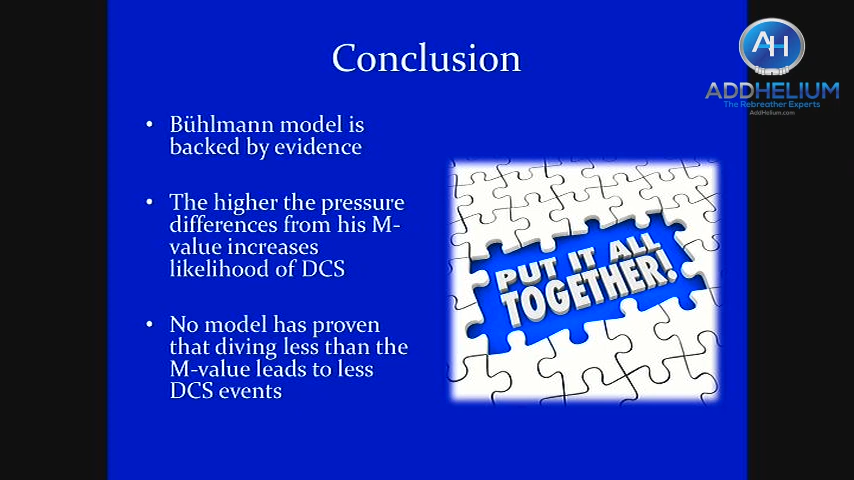 Conclusion
AH
ADDHELIUM
The Rebreather Experts
AddHelium.com
• Bühlmann model is
backed by evidence
• The higher the pressure
differences from his M-
value increases
likelihood of DCS
• No model has proven
that diving less than the
M-value leads to less
DCS events
PUT IT ALL
TOGETHER!